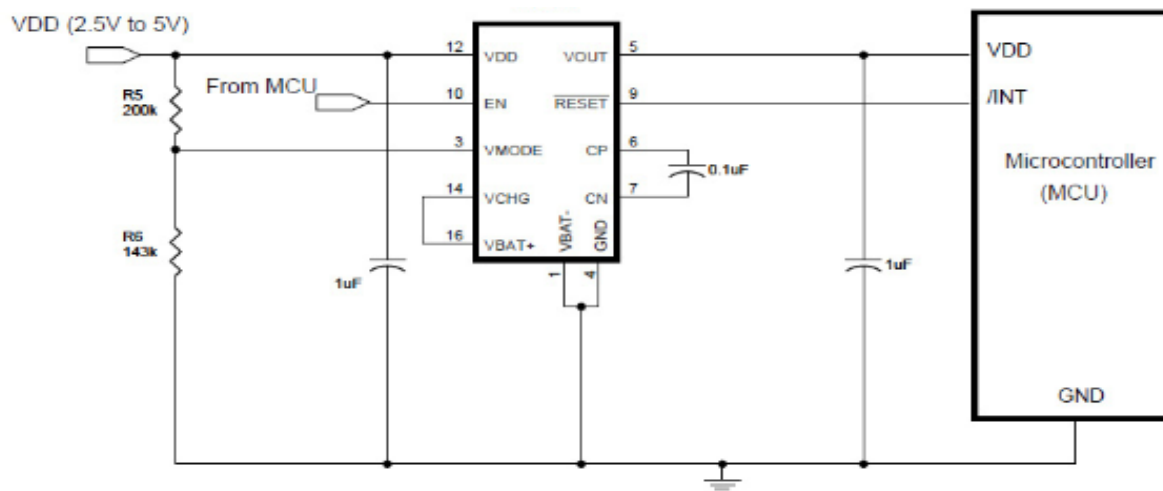 VDD (2.5V to 5V)
R5
200k
From MCU
R6
143k
1uF
12
10
3
14
16
VDD
EN
VMODE
VCHG
VBAT+
VOUT
RESET
CP
CN
VBAT-
GND
1
4
5
9
6
7
0.1uF
1uF
VDD
/INT
Microcontroller
(MCU)
GND